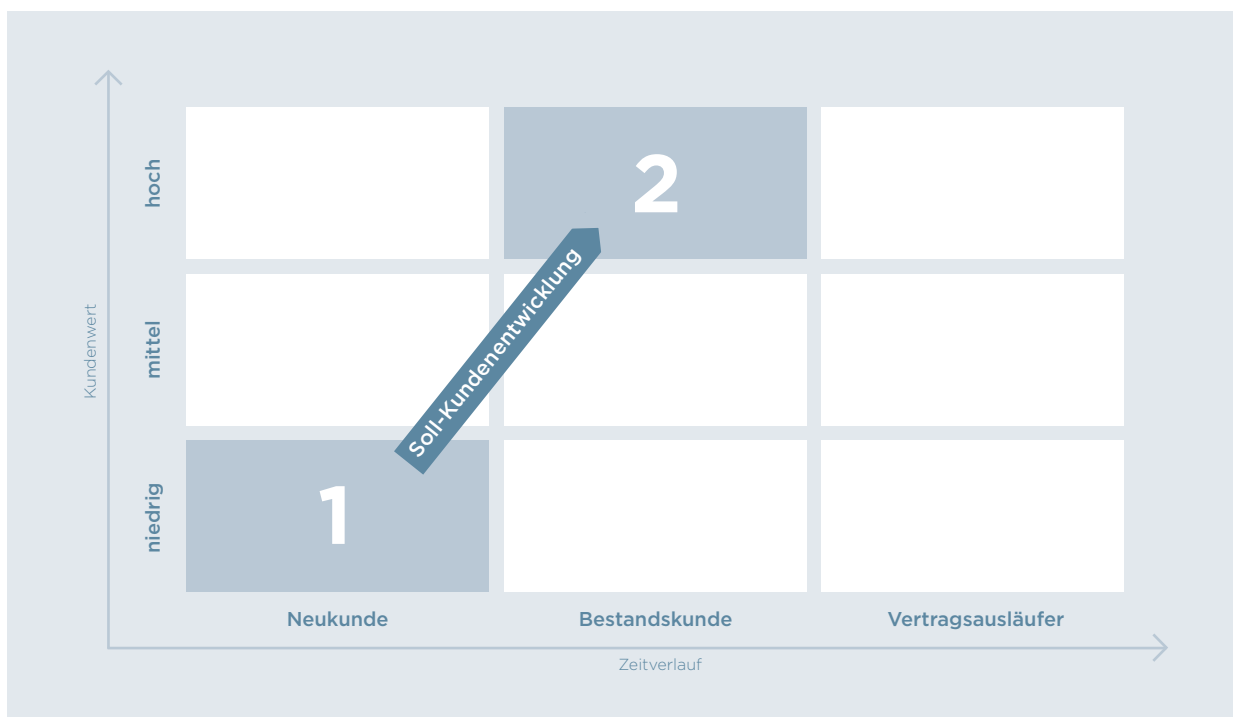 Kundenwert
hoch
mittel
niedrig
2
Soll-Kundenentwicklung
1
Neukunde
Bestandskunde
Vertragsausläufer
Zeitverlauf